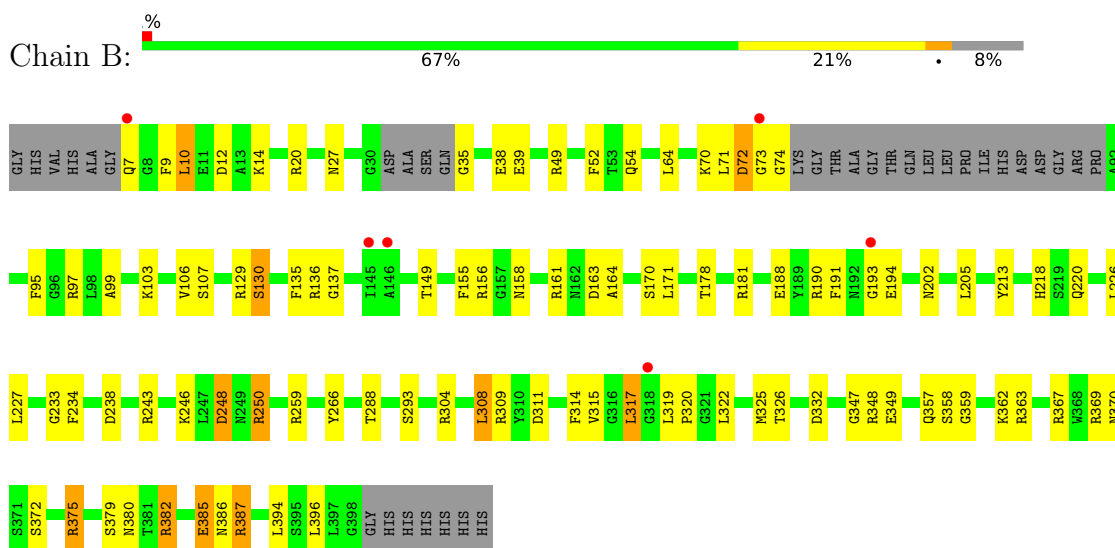 %
Chain B:
67% 21% • 8%
GLY HIS VAL HIS ALA GLY Q7 G8 F9 L10 E11 D12 A13 K14 R20 N27 G30 ASP ALA SER GLN G35 E38 E39 R49 F52 T53 Q54 L64 K70 L71 D72 G73 G74 LYS GLY THR ALA GLY THR GLN LEU LEU PRO ILE HIS ASP ASP GLY ARG PRO
F95 G96 R97 L98 A99 K103 V106 S107 R129 S130 F135 R136 G137 I145 A146 T149 F155 R156 G157 N158 R161 N162 D163 A164 S170 L171 T178 R181 E188 Y189 R190 F191 N192 G193 E194 N202 L205 Y213 H218 S219 Q220 L226
L227 G233 F234 D238 R243 K246 L247 D248 N249 R250 R259 Y266 T288 S293 R304 L308 R309 Y310 D311 F314 V315 G316 L317 G318 L319 P320 G321 L322 M325 T326 D332 G347 R348 E349 Q357 S358 G359 K362 R363 R367 W368 R369 N370
S371 S372 R375 S379 N380 T381 R382 E385 N386 R387 L394 S395 L396 L397 G398 GLY HIS HIS HIS HIS HIS HIS